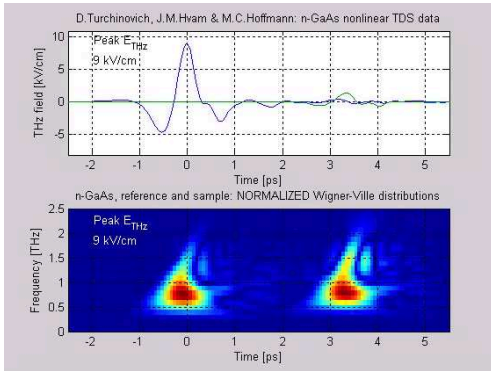 D.Turchinovich, J.M.Hvam & M.C.Hoffmann: n-GaAs nonlinear TDS data
Peak E_THz
9 kV/cm
THz field [kV/cm]
10
5
0
-5
-2 -1 0 1 2 3 4 5
Time [ps]
n-GaAs, reference and sample: NORMALIZED Wigner-Ville distributions
Peak E_THz
9 kV/cm
Frequency [THz]
2.5
2
1.5
1
0.5
0
-2 -1 0 1 2 3 4 5
Time [ps]